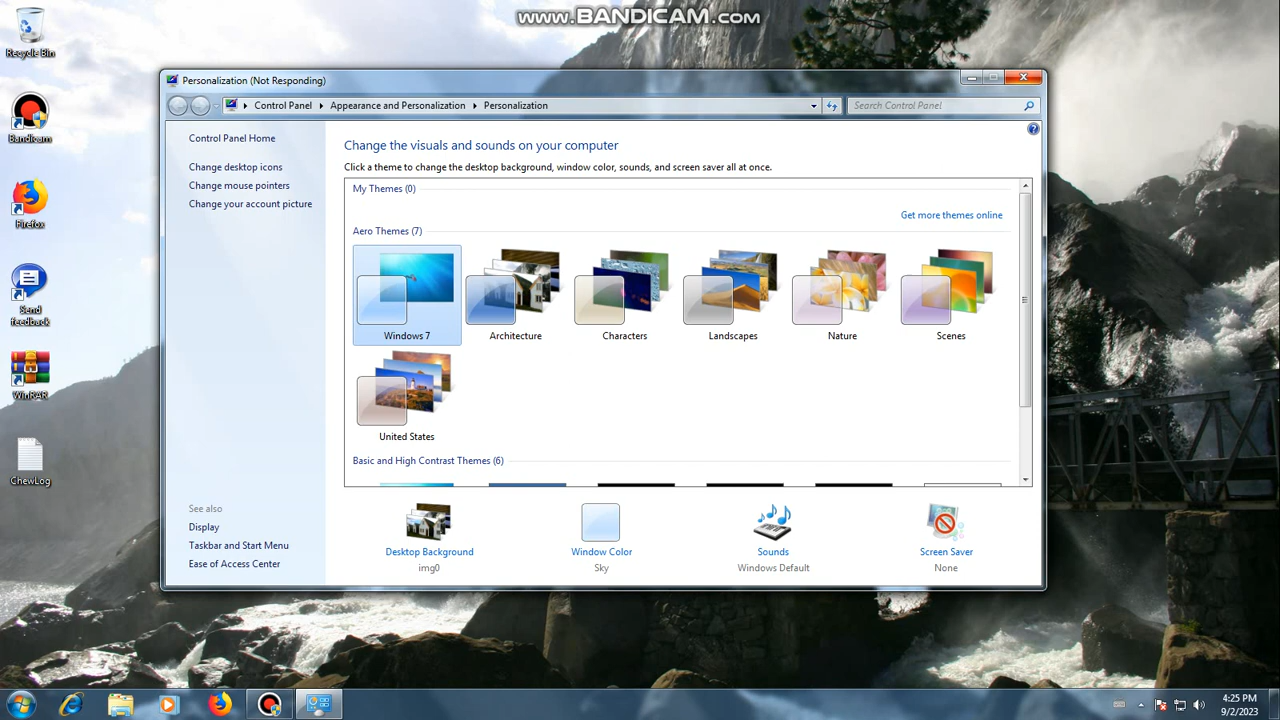 www.BANDICAM.com
Recycle Bin
Bandicam
Firefox
Send
feedback
WinRAR
ChewLog
Personalization (Not Responding)
Control Panel
Appearance and Personalization
Personalization
Search Control Panel
Control Panel Home
Change desktop icons
Change mouse pointers
Change your account picture
See also
Display
Taskbar and Start Menu
Ease of Access Center
Change the visuals and sounds on your computer
Click a theme to change the desktop background, window color, sounds, and screen saver all at once.
My Themes (0)
Get more themes online
Aero Themes (7)
Windows 7
Architecture
Characters
Landscapes
Nature
Scenes
United States
Basic and High Contrast Themes (6)
Desktop Background
img0
Window Color
Sky
Sounds
Windows Default
Screen Saver
None
4:25 PM
9/2/2023